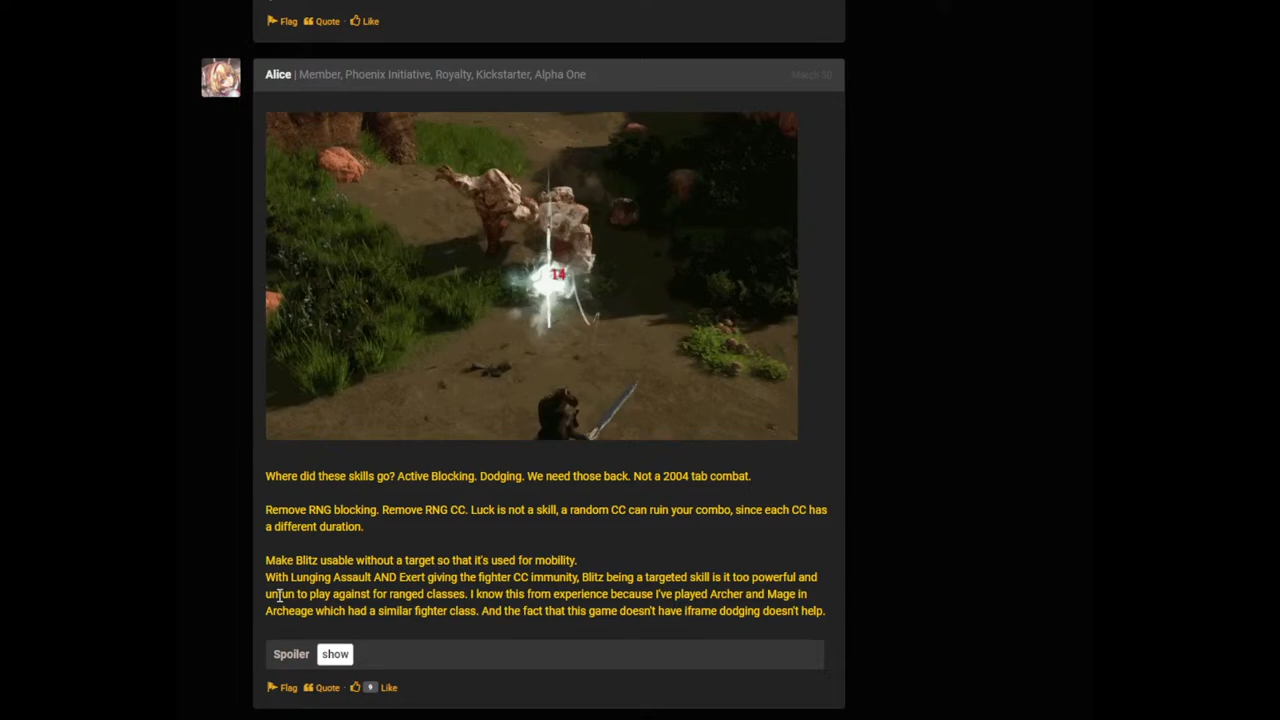 Flag Quote · Like
Alice | Member, Phoenix Initiative, Royalty, Kickstarter, Alpha One
March 30
14
Where did these skills go? Active Blocking. Dodging. We need those back. Not a 2004 tab combat.
Remove RNG blocking. Remove RNG CC. Luck is not a skill, a random CC can ruin your combo, since each CC has
a different duration.
Make Blitz usable without a target so that it's used for mobility.
With Lunging Assault AND Exert giving the fighter CC immunity, Blitz being a targeted skill is it too powerful and
unfun to play against for ranged classes. I know this from experience because I've played Archer and Mage in
Archeage which had a similar fighter class. And the fact that this game doesn't have iframe dodging doesn't help.
Spoiler show
Flag Quote · 9 Like